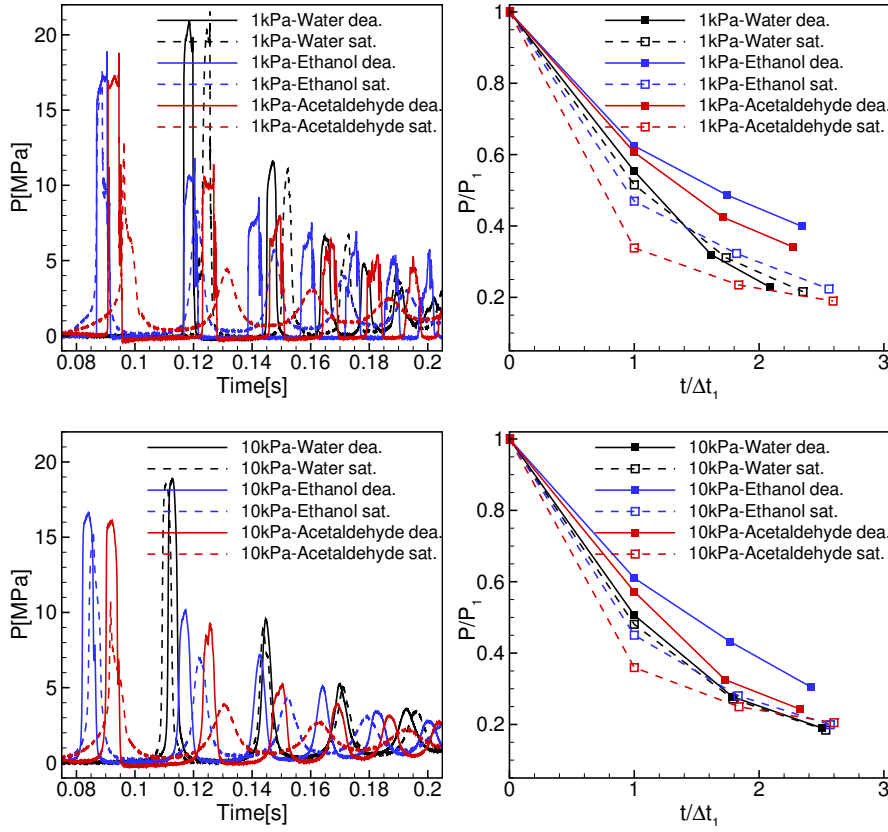 P[MPa]
20
15
10
5
0
0.08 0.1 0.12 0.14 0.16 0.18 0.2
Time[s]
1kPa-Water dea.
1kPa-Water sat.
1kPa-Ethanol dea.
1kPa-Ethanol sat.
1kPa-Acetaldehyde dea.
1kPa-Acetaldehyde sat.
P/P1
1
0.8
0.6
0.4
0.2
0 1 2 3
t/Δt1
1kPa-Water dea.
1kPa-Water sat.
1kPa-Ethanol dea.
1kPa-Ethanol sat.
1kPa-Acetaldehyde dea.
1kPa-Acetaldehyde sat.
P[MPa]
20
15
10
5
0
0.08 0.1 0.12 0.14 0.16 0.18 0.2
Time[s]
10kPa-Water dea.
10kPa-Water sat.
10kPa-Ethanol dea.
10kPa-Ethanol sat.
10kPa-Acetaldehyde dea.
10kPa-Acetaldehyde sat.
P/P1
1
0.8
0.6
0.4
0.2
0 1 2 3
t/Δt1
10kPa-Water dea.
10kPa-Water sat.
10kPa-Ethanol dea.
10kPa-Ethanol sat.
10kPa-Acetaldehyde dea.
10kPa-Acetaldehyde sat.